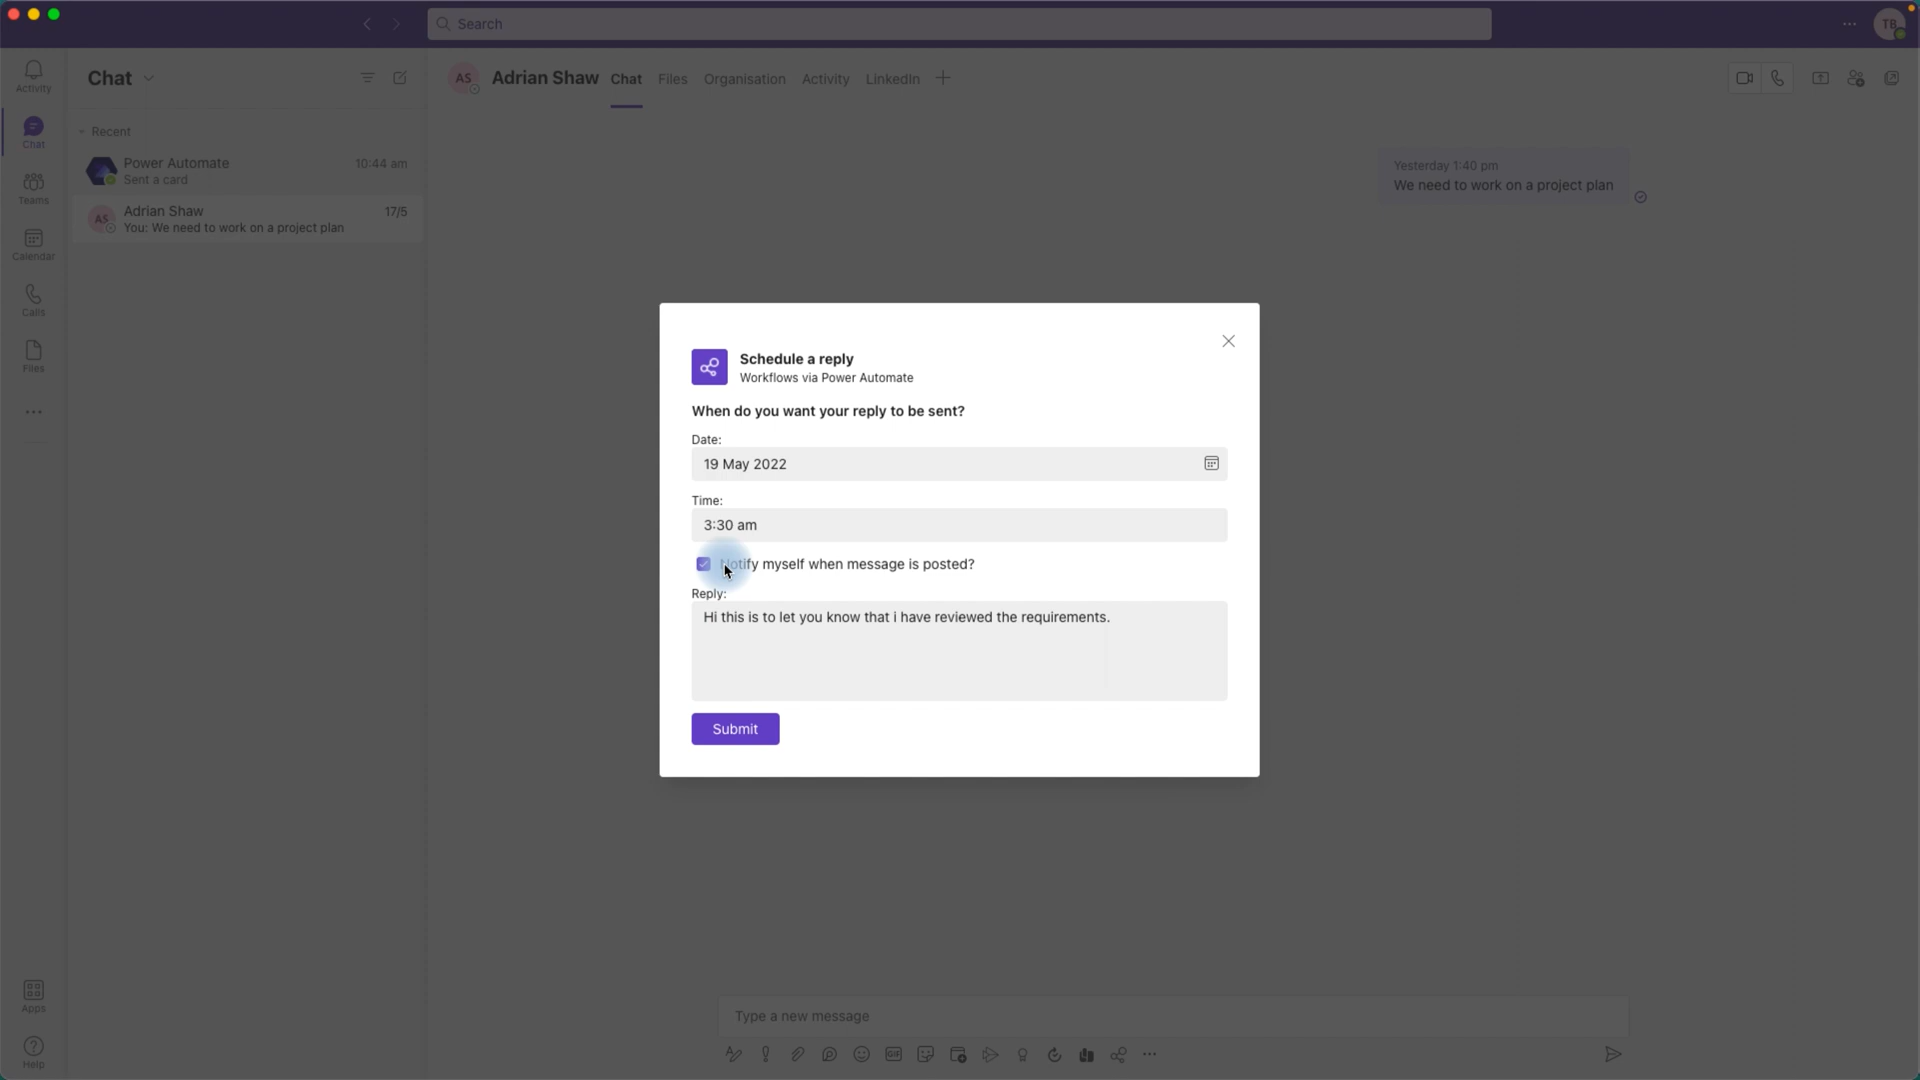 Search
TB
Activity
Chat
Teams
Calendar
Calls
Files
Apps
Help
Chat
Recent
Power Automate
10:44 am
Sent a card
AS
Adrian Shaw
17/5
You: We need to work on a project plan
AS
Adrian Shaw
Chat
Files
Organisation
Activity
LinkedIn
Yesterday 1:40 pm
We need to work on a project plan
Schedule a reply
Workflows via Power Automate
When do you want your reply to be sent?
Date:
19 May 2022
Time:
3:30 am
Notify myself when message is posted?
Reply:
Hi this is to let you know that i have reviewed the requirements.
Submit
Type a new message
GIF